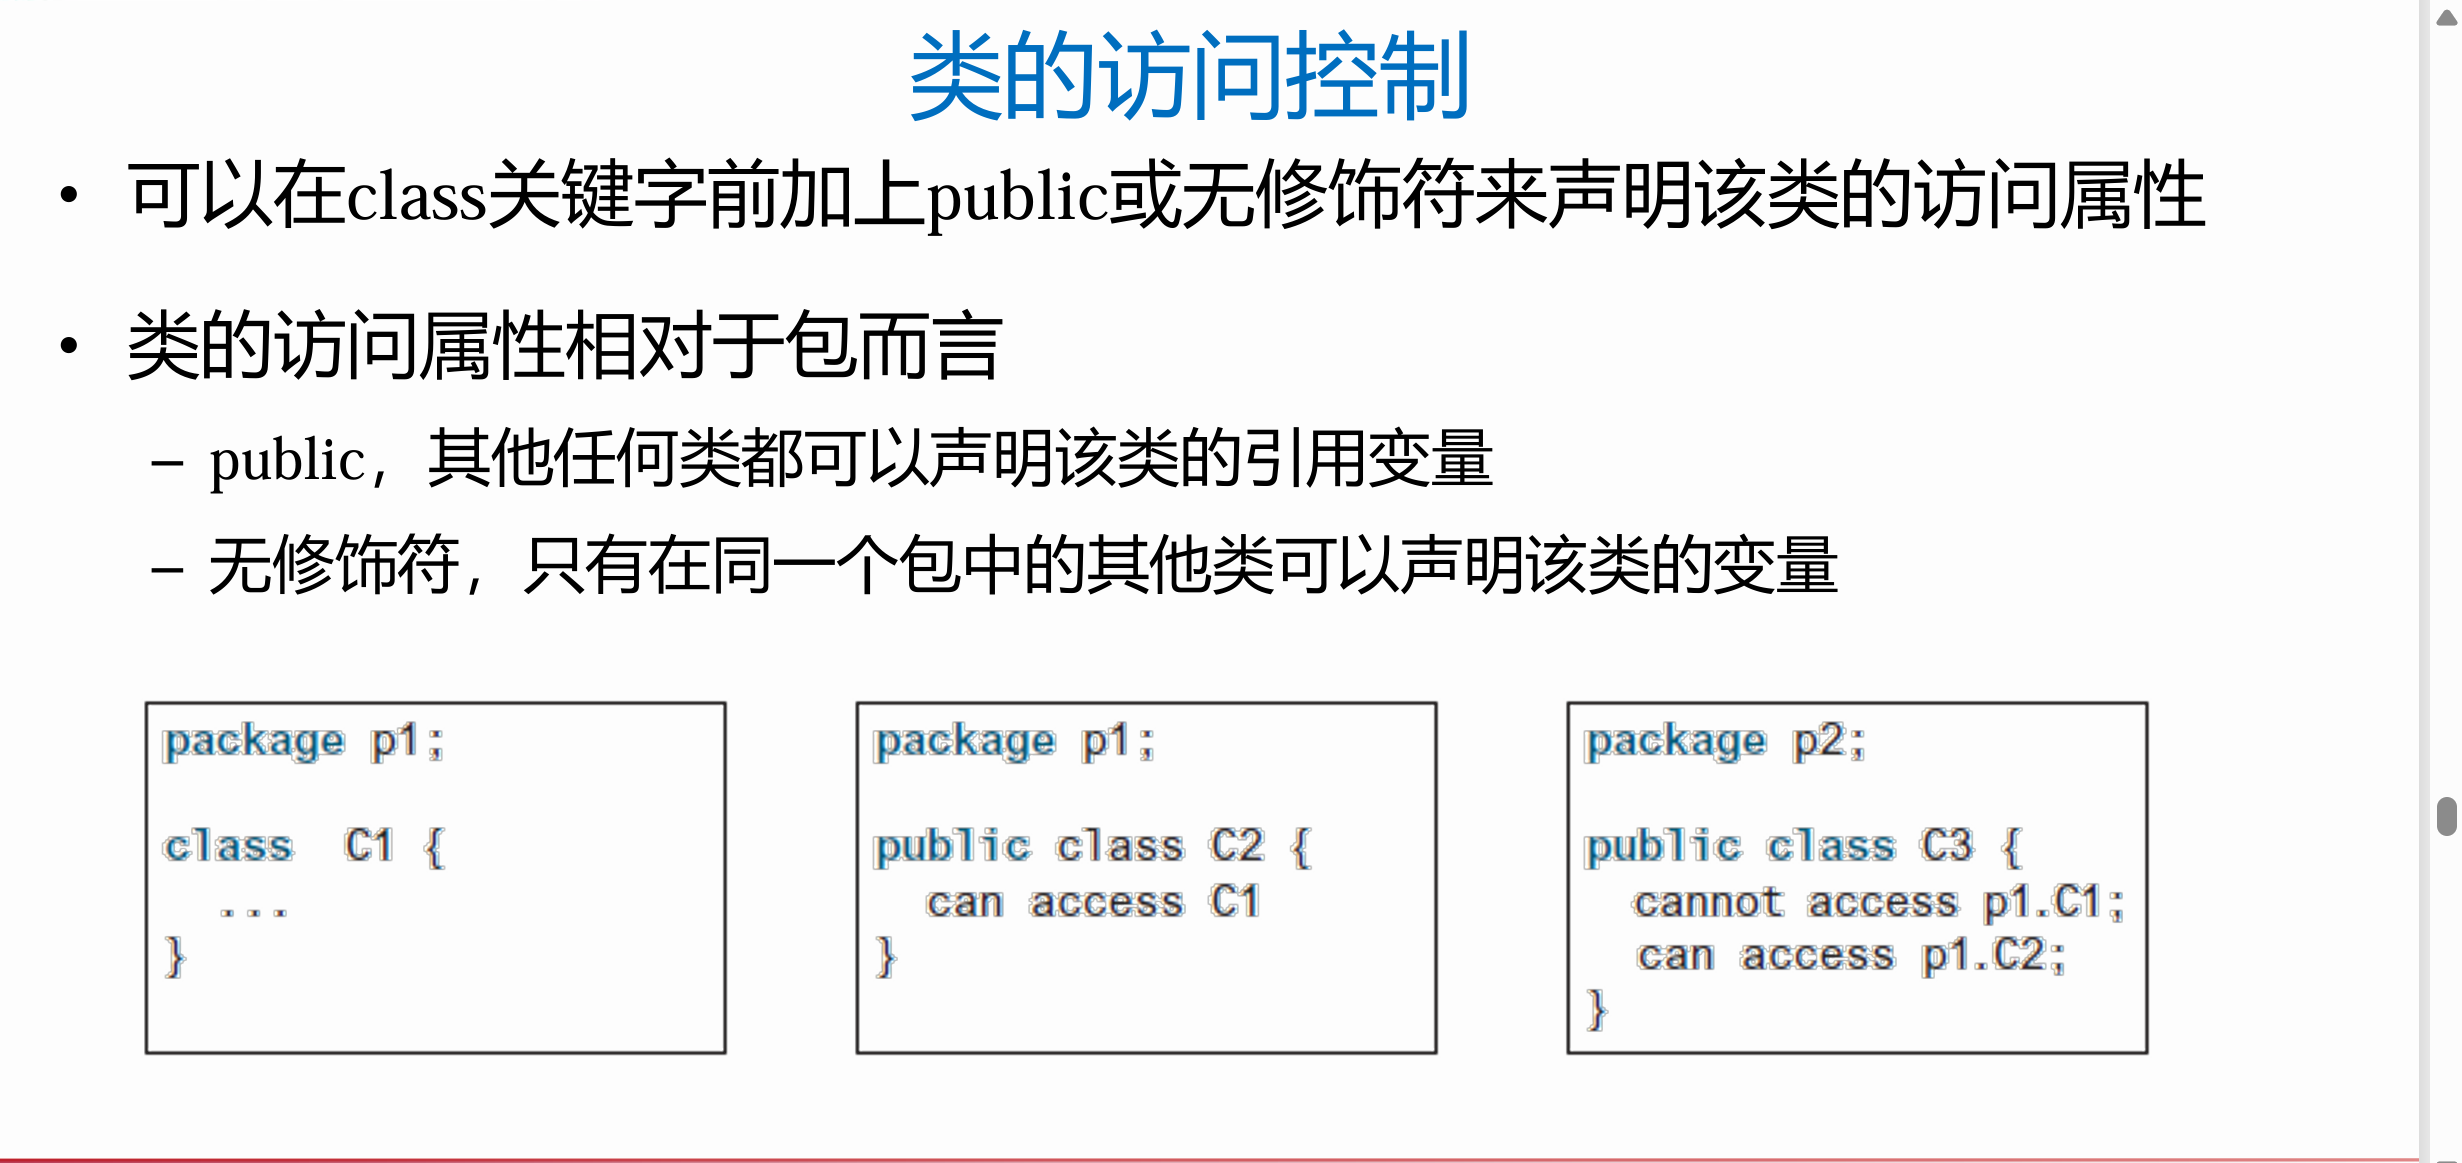 类的访问控制
• 可以在class关键字前加上public或无修饰符来声明该类的访问属性
• 类的访问属性相对于包而言
– public，其他任何类都可以声明该类的引用变量
– 无修饰符，只有在同一个包中的其他类可以声明该类的变量
package p1;
class C1 {
...
}
package p1;
public class C2 {
can access C1
}
package p2;
public class C3 {
cannot access p1.C1;
can access p1.C2;
}